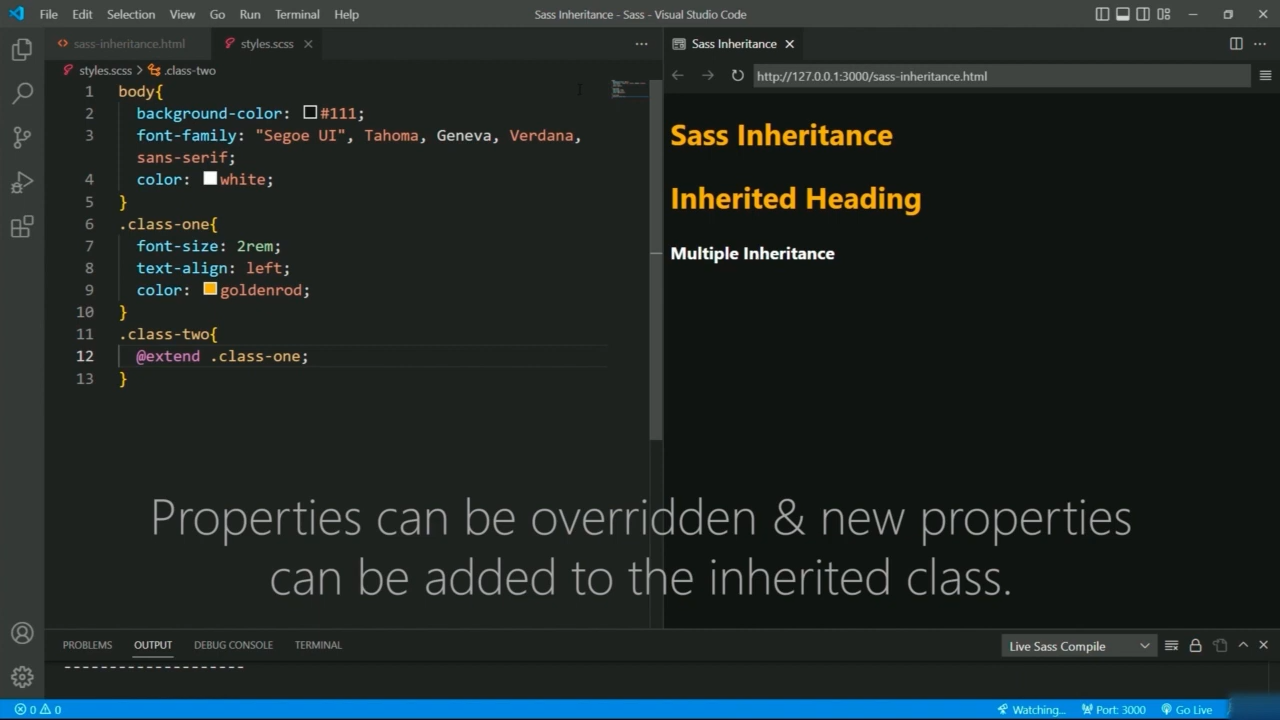 File Edit Selection View Go Run Terminal Help
Sass Inheritance - Sass - Visual Studio Code
sass-inheritance.html
styles.scss
Sass Inheritance
styles.scss > .class-two
http://127.0.0.1:3000/sass-inheritance.html
1 body{
2 background-color: #111;
3 font-family: "Segoe UI", Tahoma, Geneva, Verdana,
sans-serif;
4 color: white;
5 }
6 .class-one{
7 font-size: 2rem;
8 text-align: left;
9 color: goldenrod;
10 }
11 .class-two{
12 @extend .class-one;
13 }
Sass Inheritance
Inherited Heading
Multiple Inheritance
Properties can be overridden & new properties
can be added to the inherited class.
PROBLEMS OUTPUT DEBUG CONSOLE TERMINAL
Live Sass Compile
--------------------
0 0
Watching... Port: 3000 Go Live